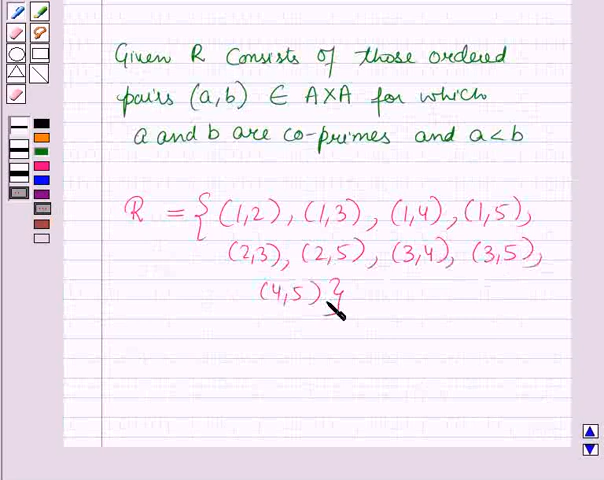 Given R Consists of those ordered
pairs (a,b) ∈ A×A for which
a and b are co-primes and a<b
R = {(1,2), (1,3), (1,4), (1,5),
(2,3), (2,5), (3,4), (3,5),
(4,5)}